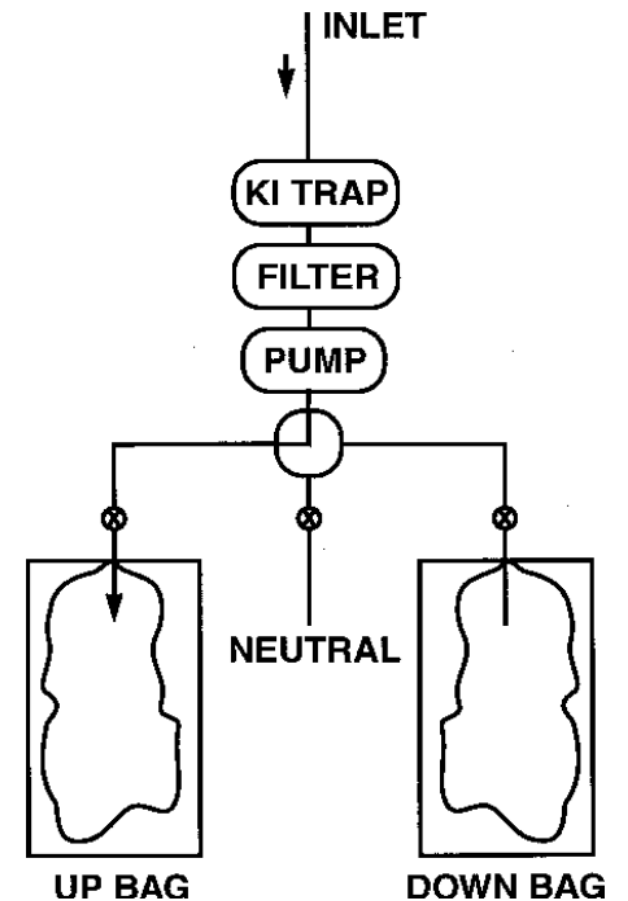 INLET
KI TRAP
FILTER
PUMP
NEUTRAL
UP BAG
DOWN BAG